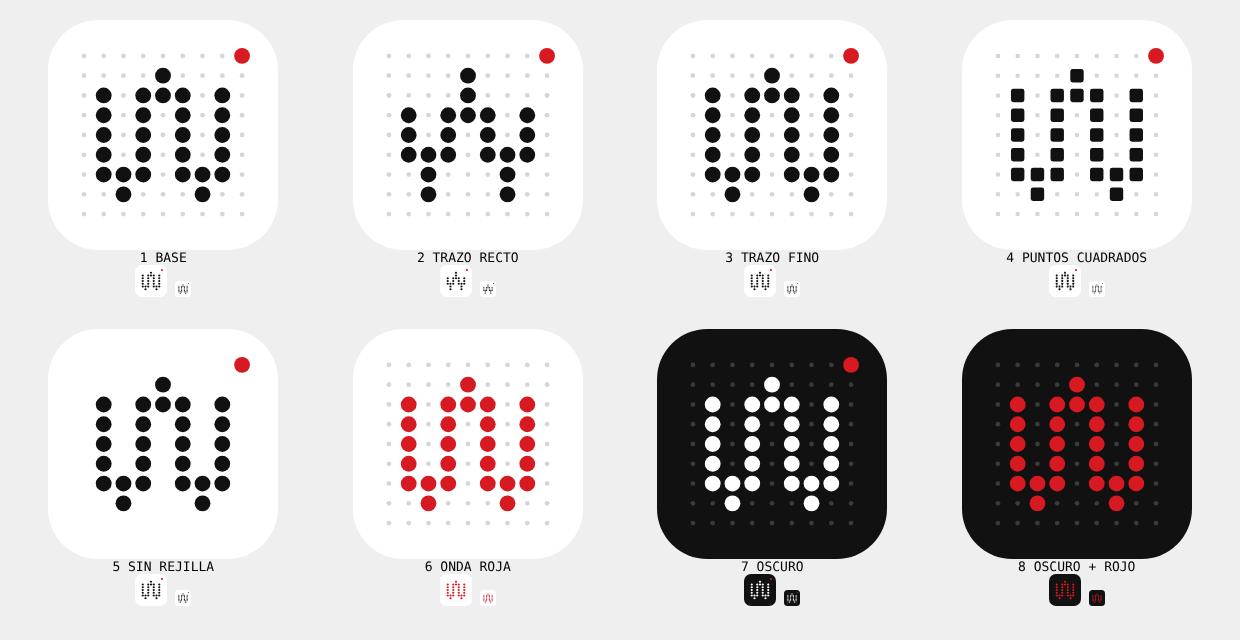 1 BASE
2 TRAZO RECTO
3 TRAZO FINO
4 PUNTOS CUADRADOS
5 SIN REJILLA
6 ONDA ROJA
7 OSCURO
8 OSCURO + ROJO